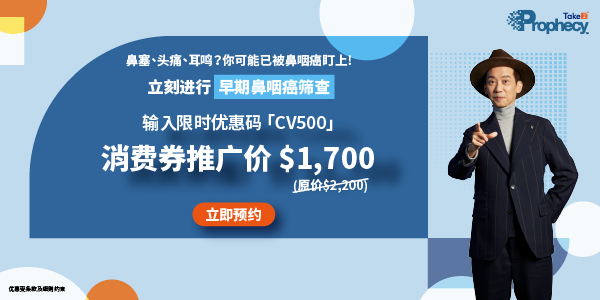 Take2
Prophecy
鼻塞、头痛、耳鸣？你可能已被鼻咽癌盯上!
立刻进行 早期鼻咽癌筛查
输入限时优惠码「CV500」
消费券推广价 $1,700
(原价$2,200)
立即预约
优惠受条款及细则约束